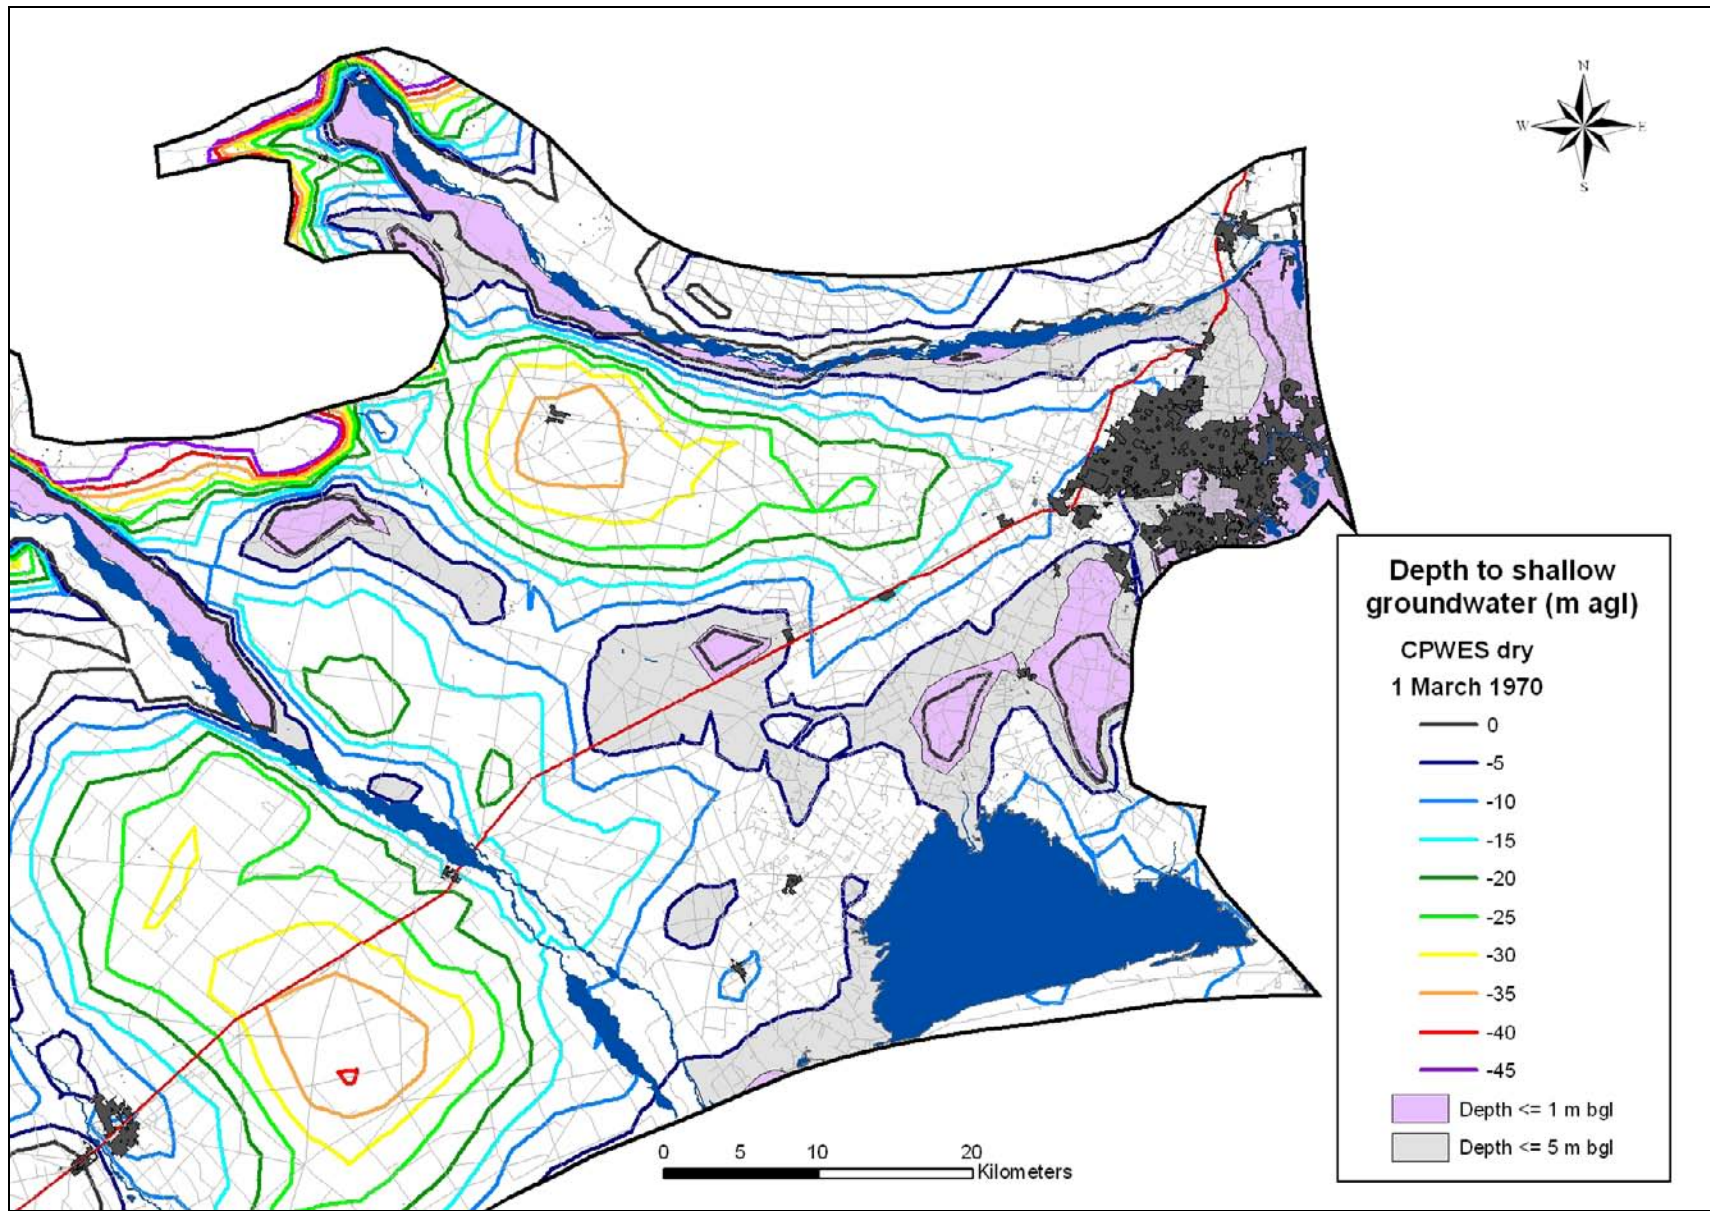 N
W
E
S
Depth to shallow
groundwater (m agl)
CPWES dry
1 March 1970
0
-5
-10
-15
-20
-25
-30
-35
-40
-45
Depth <= 1 m bgl
Depth <= 5 m bgl
0 5 10 20
Kilometers